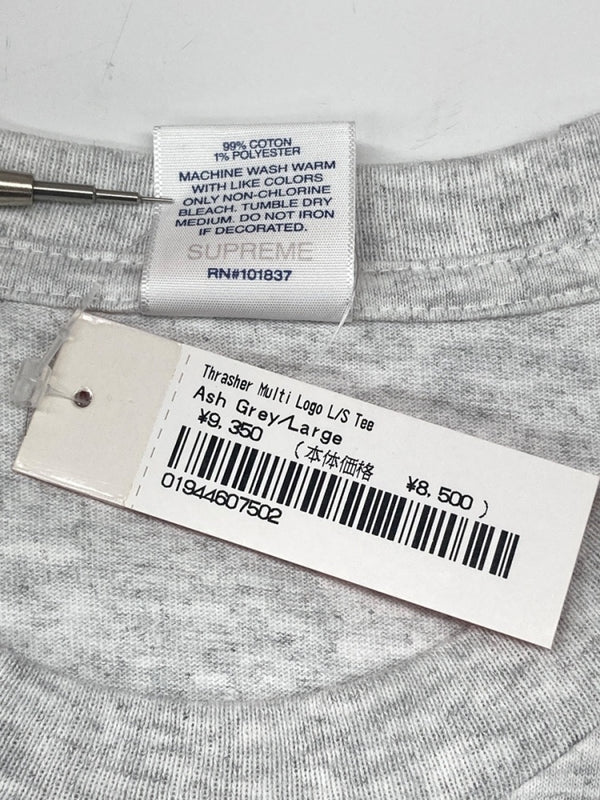 99% COTON
1% POLYESTER
MACHINE WASH WARM
WITH LIKE COLORS
ONLY NON-CHLORINE
BLEACH. TUMBLE DRY
MEDIUM. DO NOT IRON
IF DECORATED.
SUPREME
RN#101837
Thrasher Multi Logo L/S Tee
Ash Grey/Large
¥9,350 (本体価格 ¥8,500)
01944607502